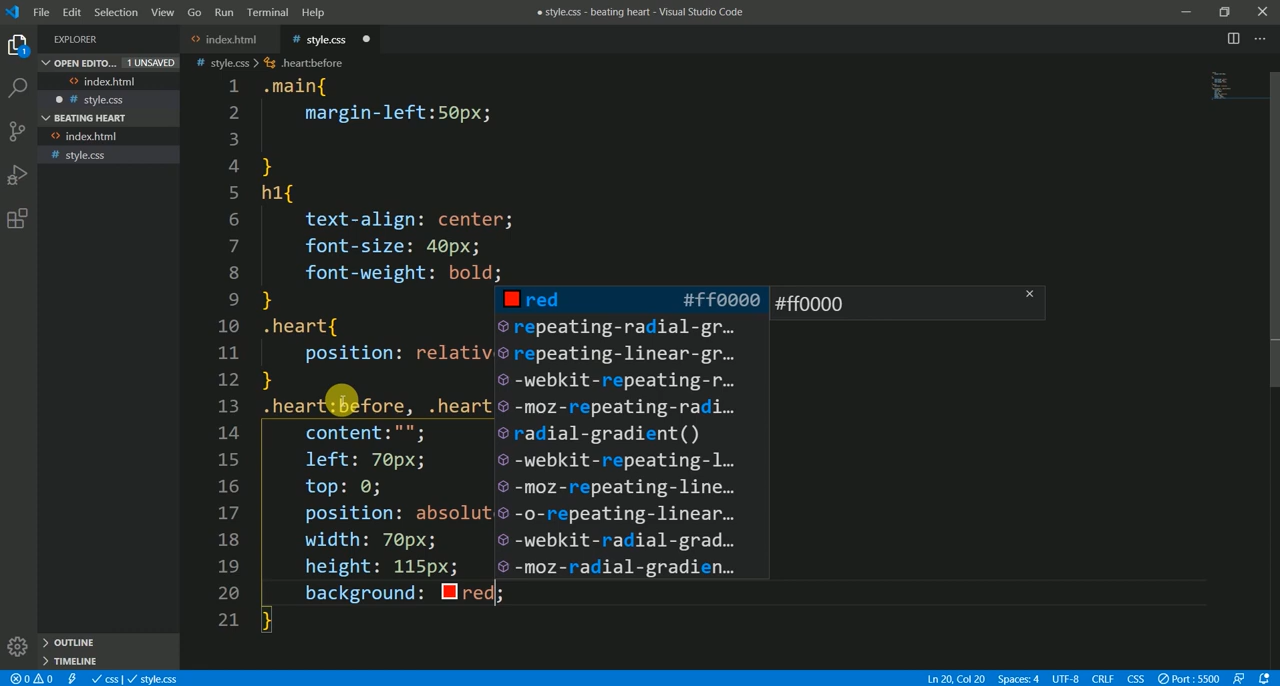 File Edit Selection View Go Run Terminal Help
● style.css - beating heart - Visual Studio Code
EXPLORER
<> index.html
# style.css ●
OPEN EDITO... 1 UNSAVED
# style.css > .heart:before
<> index.html
● # style.css
BEATING HEART
<> index.html
# style.css
1 .main{
2 margin-left:50px;
3
4 }
5 h1{
6 text-align: center;
7 font-size: 40px;
8 font-weight: bold;
9 }
10 .heart{
11 position: relativ
12 }
13 .heart:before, .heart
14 content:"";
15 left: 70px;
16 top: 0;
17 position: absolut
18 width: 70px;
19 height: 115px;
20 background: red;
21 }
red #ff0000
#ff0000
repeating-radial-gr...
repeating-linear-gr...
-webkit-repeating-r...
-moz-repeating-radi...
radial-gradient()
-webkit-repeating-l...
-moz-repeating-line...
-o-repeating-linear...
-webkit-radial-grad...
-moz-radial-gradien...
1
OUTLINE
TIMELINE
0 0 ✓ css | ✓ style.css
Ln 20, Col 20 Spaces: 4 UTF-8 CRLF CSS Port : 5500